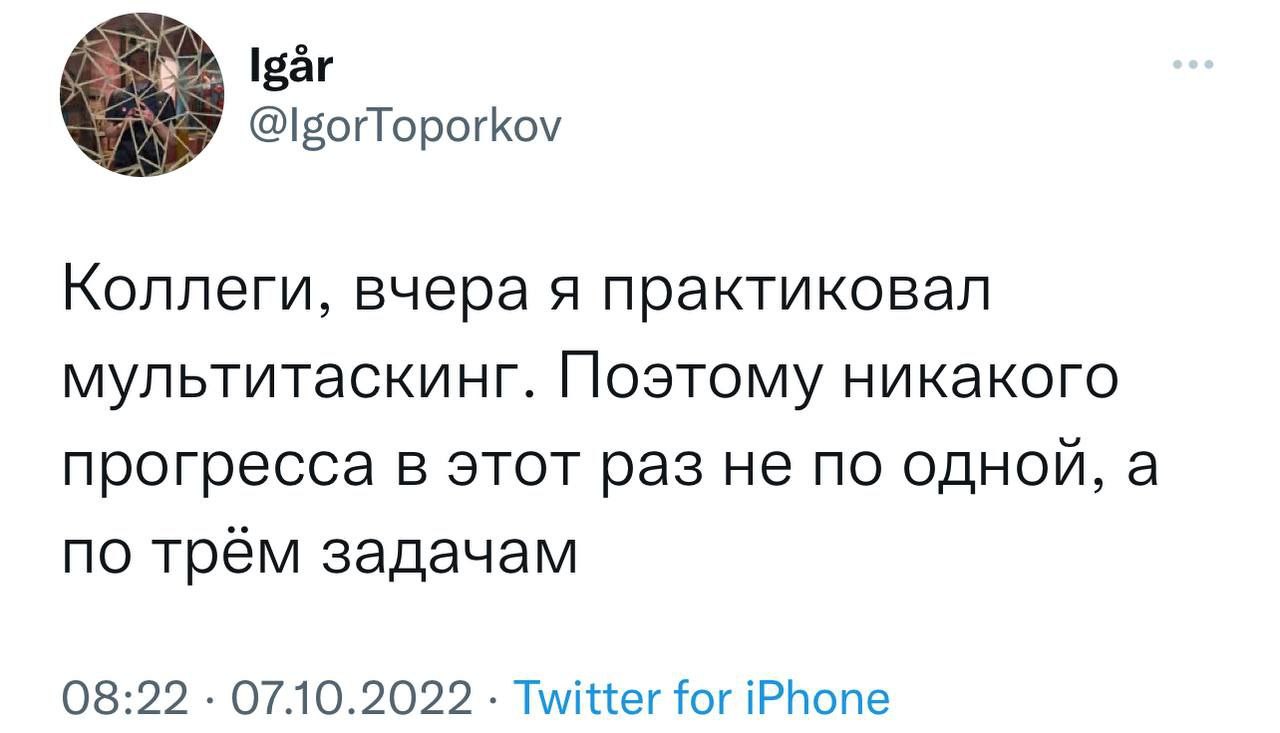 Igår
@IgorToporkov
Коллеги, вчера я практиковал
мультитаскинг. Поэтому никакого
прогресса в этот раз не по одной, а
по трём задачам
08:22 · 07.10.2022 · Twitter for iPhone